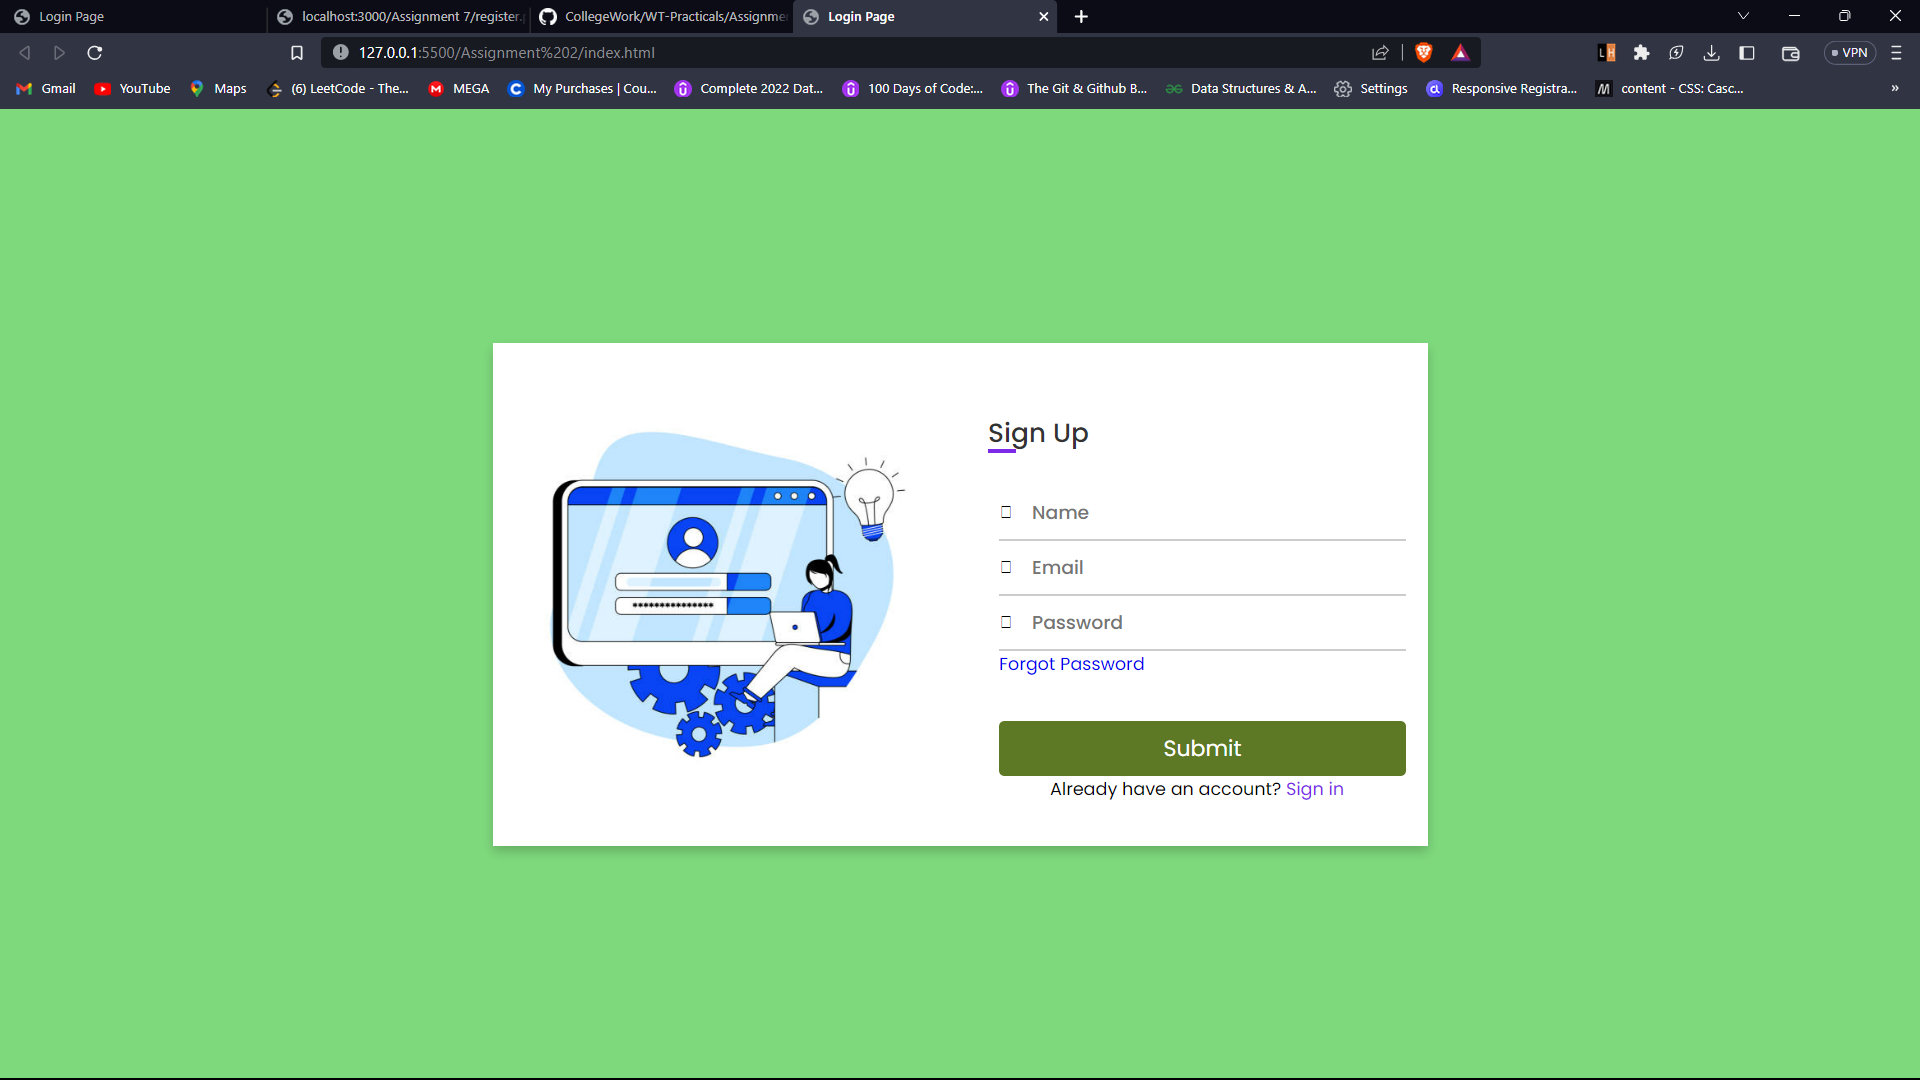 Login Page
localhost:3000/Assignment 7/register.
CollegeWork/WT-Practicals/Assignme
Login Page
127.0.0.1:5500/Assignment%202/index.html
VPN
Gmail
YouTube
Maps
(6) LeetCode - The...
MEGA
My Purchases | Cou...
Complete 2022 Dat...
100 Days of Code:...
The Git & Github B...
Data Structures & A...
Settings
Responsive Registra...
content - CSS: Casc...
»
Sign Up
Name
Email
***************
Password
Forgot Password
Submit
Already have an account? Sign in